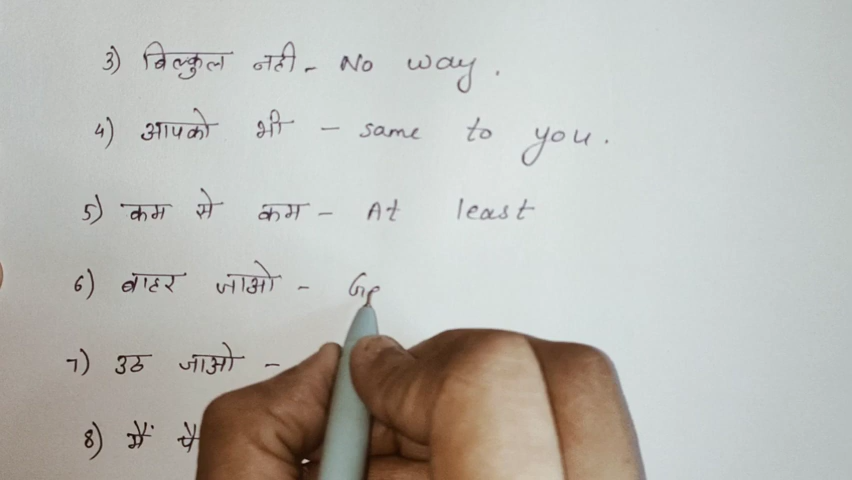 3) बिल्कुल नही - No way.
4) आपको भी - same to you.
5) कम से कम - At least
6) बाहर जाओ - Ge
7) उठ जाओ -
8) मैं